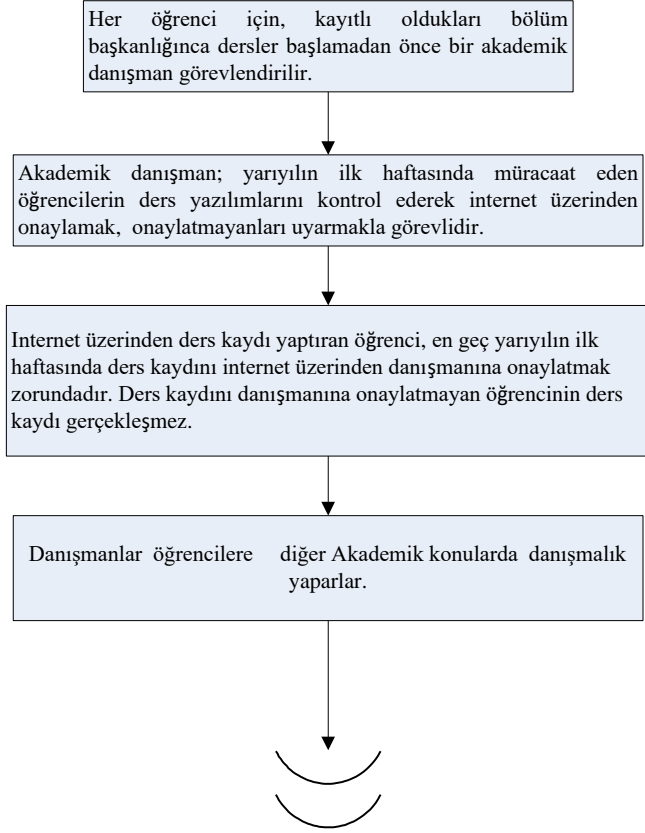 Her öğrenci için, kayıtlı oldukları bölüm
başkanlığınca dersler başlamadan önce bir akademik
danışman görevlendirilir.
Akademik danışman; yarıyılın ilk haftasında müracaat eden
öğrencilerin ders yazılımlarını kontrol ederek internet üzerinden
onaylamak, onaylatmayanları uyarmakla görevlidir.
Internet üzerinden ders kaydı yaptıran öğrenci, en geç yarıyılın ilk
haftasında ders kaydını internet üzerinden danışmanına onaylatmak
zorundadır. Ders kaydını danışmanına onaylatmayan öğrencinin ders
kaydı gerçekleşmez.
Danışmanlar öğrencilere diğer Akademik konularda danışmalık
yaparlar.